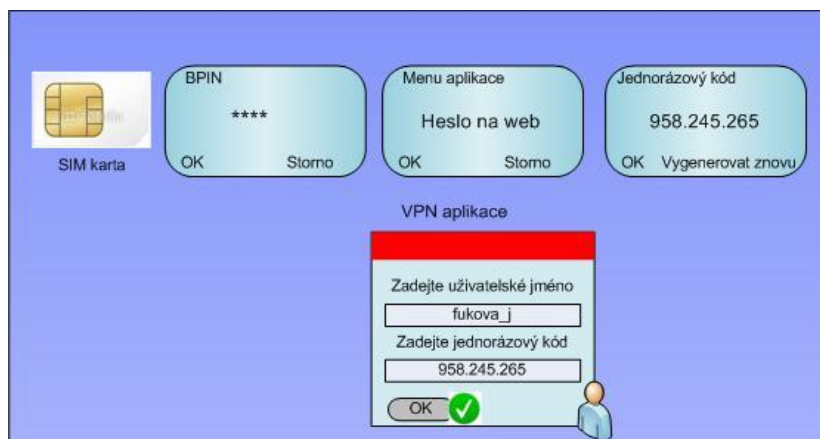 BPIN
****
OK Storno
SIM karta
Menu aplikace
Heslo na web
OK Storno
Jednorázový kód
958.245.265
OK Vygenerovat znovu
VPN aplikace
Zadejte uživatelské jméno
fukova_j
Zadejte jednorázový kód
958.245.265
OK